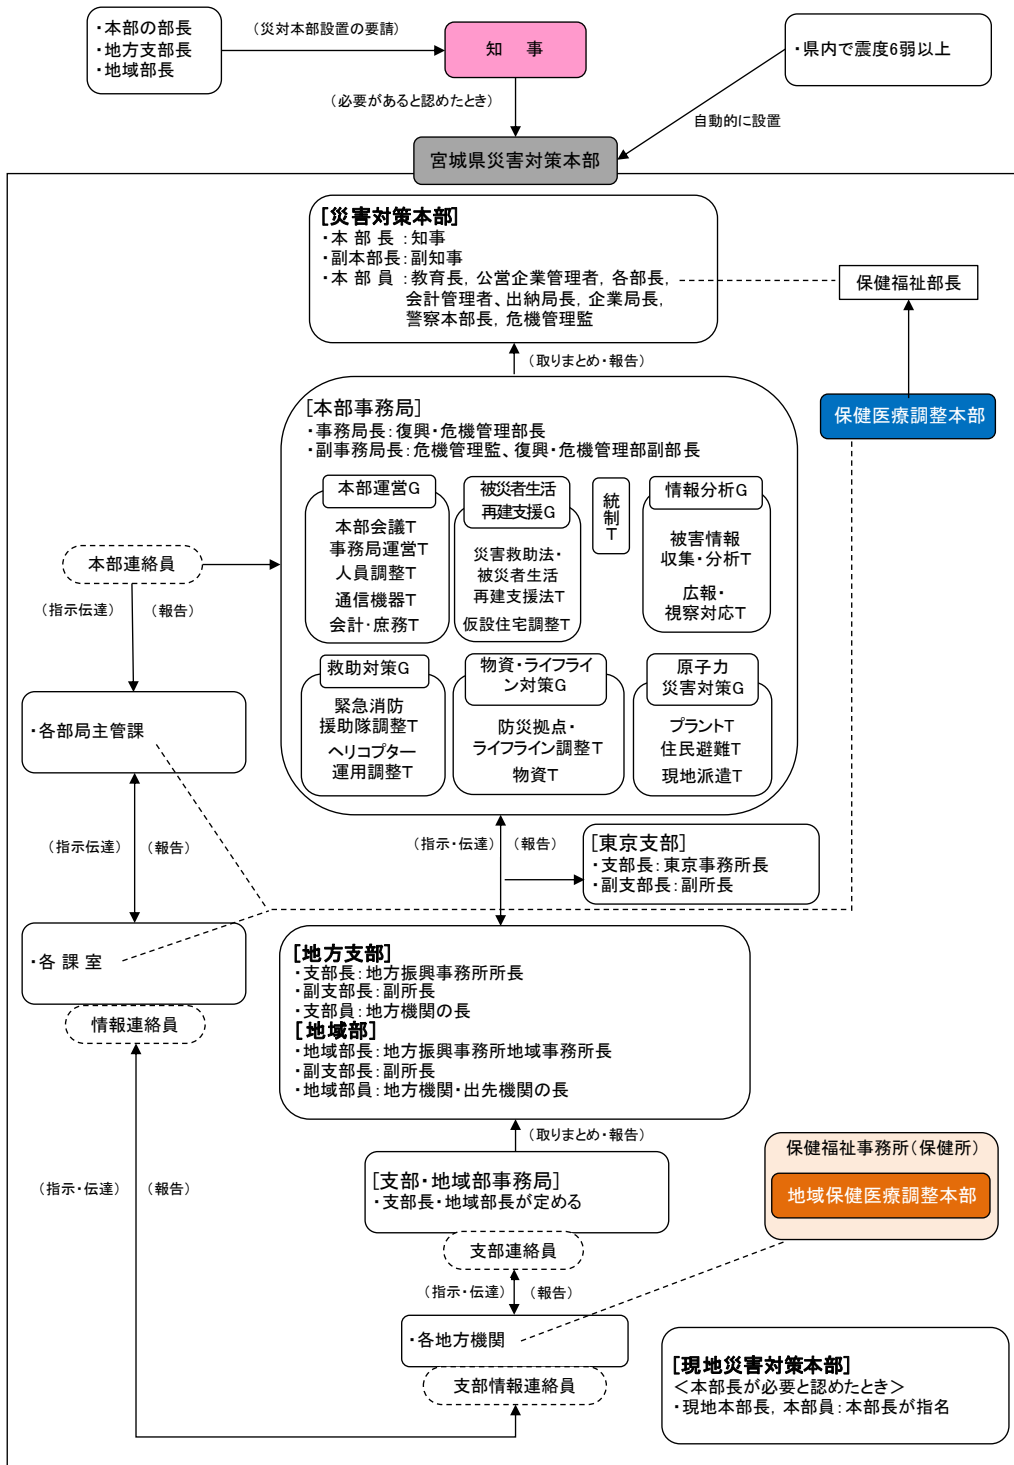 ・本部の部長
・地方支部長
・地域部長
(災対本部設置の要請)
知　事
・県内で震度6弱以上
(必要があると認めたとき)
自動的に設置
宮城県災害対策本部
[災害対策本部]
・本 部 長 ：知事
・副本部長：副知事
・本 部 員 ：教育長，公営企業管理者，各部長，
会計管理者、出納局長，企業局長，
警察本部長，危機管理監
保健福祉部長
(取りまとめ・報告)
[本部事務局]
・事務局長：復興・危機管理部長
・副事務局長：危機管理監、復興・危機管理部副部長
保健医療調整本部
本部運営G
本部会議T
事務局運営T
人員調整T
通信機器T
会計・庶務T
被災者生活
再建支援G
災害救助法・
被災者生活
再建支援法T
仮設住宅調整T
統制T
情報分析G
被害情報
収集・分析T
広報・
視察対応T
救助対策G
緊急消防
援助隊調整T
ヘリコプター
運用調整T
物資・ライフライ
ン対策G
防災拠点・
ライフライン調整T
物資T
原子力
災害対策G
プラントT
住民避難T
現地派遣T
本部連絡員
(指示伝達)
(報告)
・各部局主管課
(指示伝達)
(報告)
・各 課 室
情報連絡員
(指示・伝達)
(報告)
[東京支部]
・支部長：東京事務所長
・副支部長：副所長
[地方支部]
・支部長：地方振興事務所所長
・副支部長：副所長
・支部員：地方機関の長
[地域部]
・地域部長：地方振興事務所地域事務所長
・副支部長：副所長
・地域部員：地方機関・出先機関の長
(取りまとめ・報告)
[支部・地域部事務局]
・支部長・地域部長が定める
支部連絡員
(指示・伝達)
(報告)
(指示・伝達)
(報告)
・各地方機関
支部情報連絡員
保健福祉事務所(保健所)
地域保健医療調整本部
[現地災害対策本部]
＜本部長が必要と認めたとき＞
・現地本部長，本部員：本部長が指名